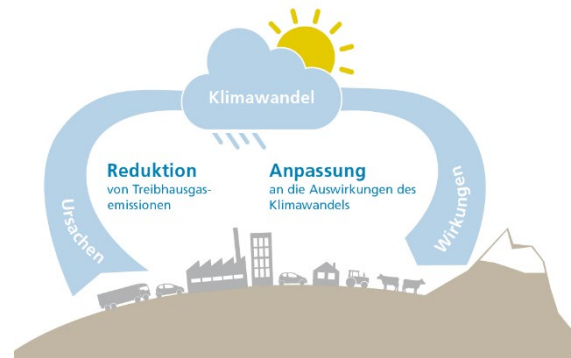 Klimawandel
Reduktion
von Treibhausgas-
emissionen
Anpassung
an die Auswirkungen des
Klimawandels
Ursachen
Wirkungen